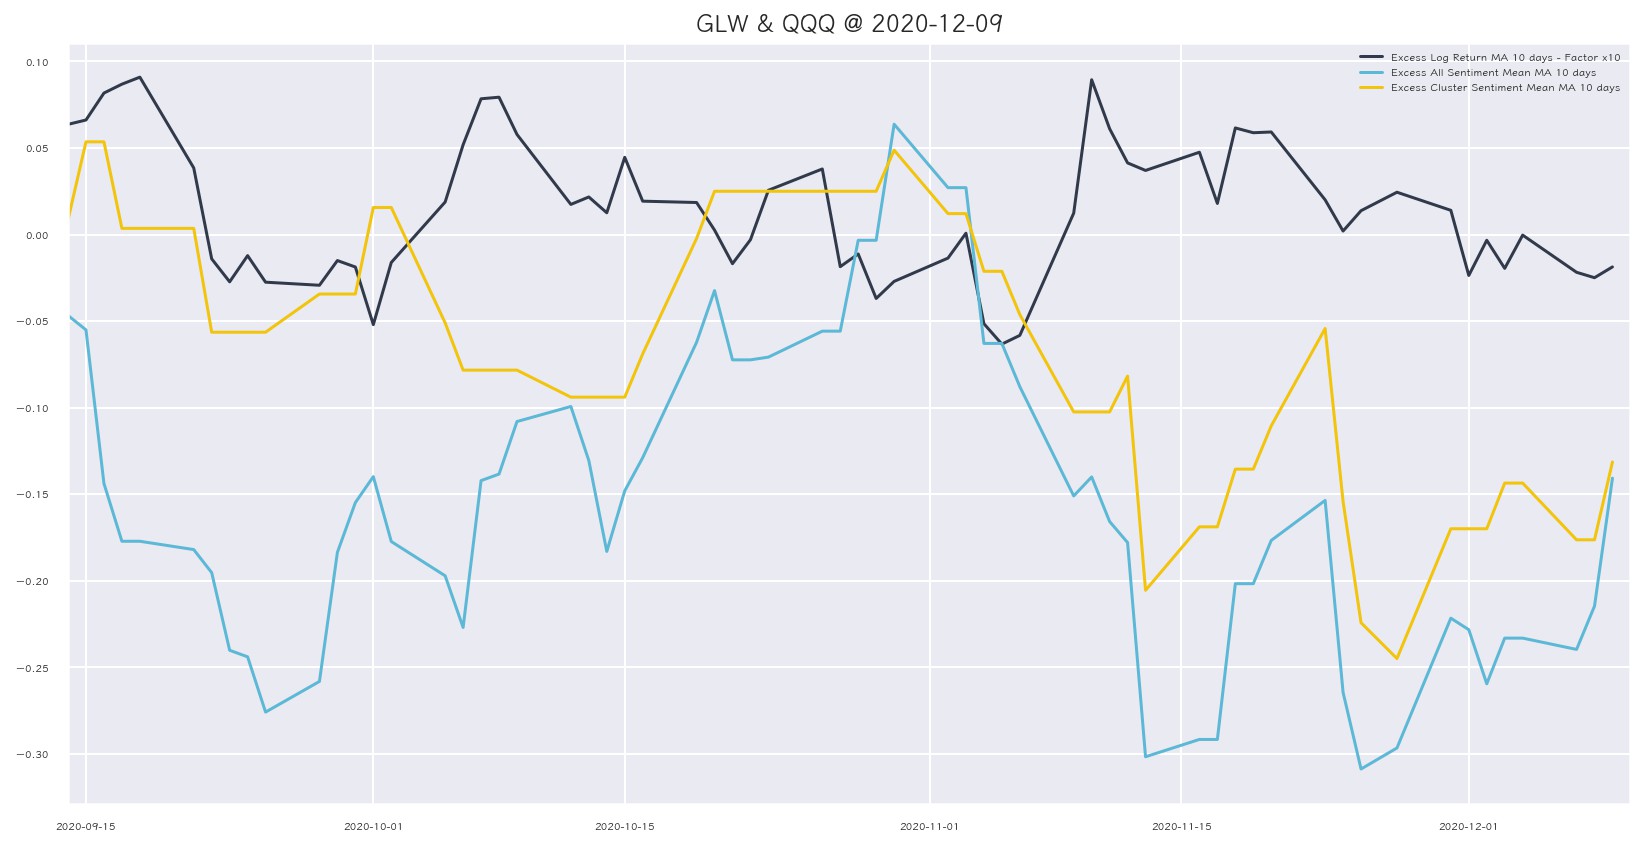 GLW & QQQ @ 2020-12-09
Excess Log Return MA 10 days - Factor x10
Excess All Sentiment Mean MA 10 days
Excess Cluster Sentiment Mean MA 10 days
0.10
0.05
0.00
−0.05
−0.10
−0.15
−0.20
−0.25
−0.30
2020-09-15 2020-10-01 2020-10-15 2020-11-01 2020-11-15 2020-12-01